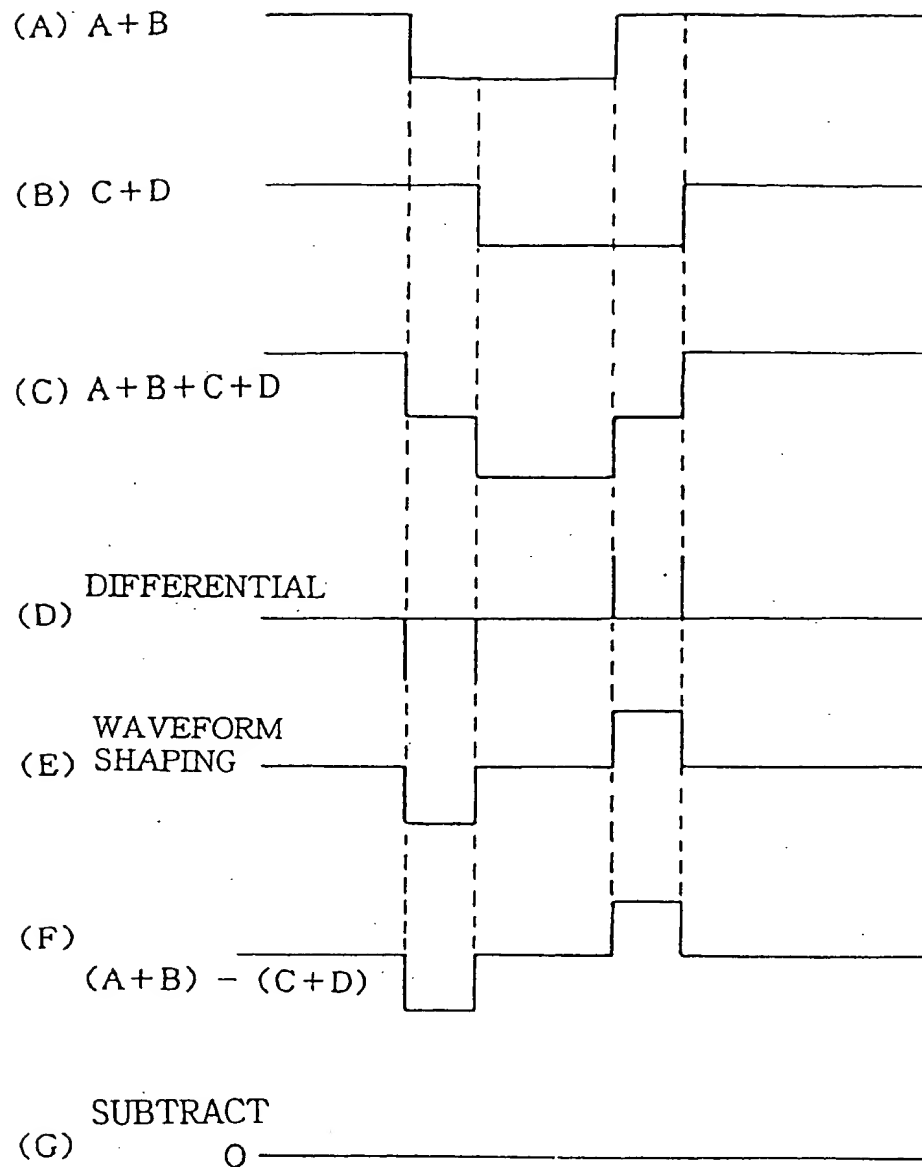 (A) A+B
(B) C+D
(C) A+B+C+D
DIFFERENTIAL
(D)
WAVEFORM
(E) SHAPING
(F)
(A+B) - (C+D)
SUBTRACT
(G) O